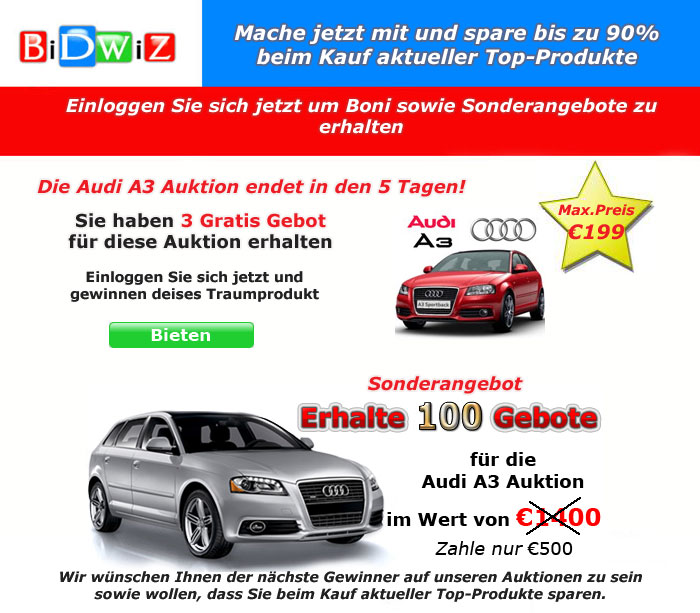 BiDWiZ
Mache jetzt mit und spare bis zu 90%
beim Kauf aktueller Top-Produkte
Einloggen Sie sich jetzt um Boni sowie Sonderangebote zu
erhalten
Die Audi A3 Auktion endet in den 5 Tagen!
Sie haben 3 Gratis Gebot
für diese Auktion erhalten
Einloggen Sie sich jetzt und
gewinnen deises Traumprodukt
Bieten
Audi
A3
Max.Preis
€199
A3 Sportback
Sonderangebot
Erhalte 100 Gebote
für die
Audi A3 Auktion
im Wert von €1400
Zahle nur €500
Wir wünschen Ihnen der nächste Gewinner auf unseren Auktionen zu sein
sowie wollen, dass Sie beim Kauf aktueller Top-Produkte sparen.